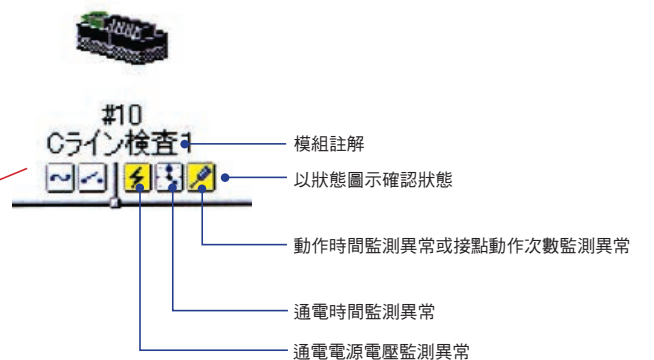 #10
Cライン検査1
模組註解
以狀態圖示確認狀態
動作時間監測異常或接點動作次數監測異常
通電時間監測異常
通電電源電壓監測異常